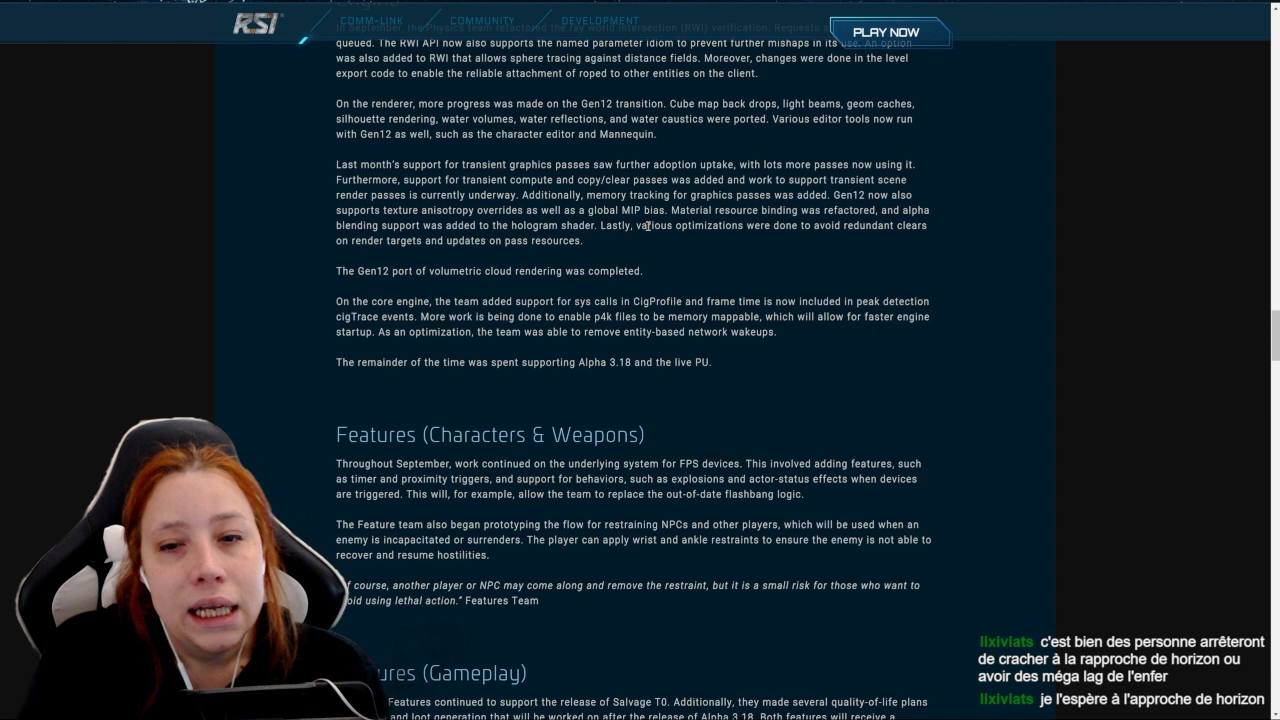 RSI
COMM-LINK
COMMUNITY
DEVELOPMENT
PLAY NOW
In September, the Physics team refactored the ray world intersection (RWI) verification. Requests
queued. The RWI API now also supports the named parameter idiom to prevent further mishaps in its use. An option
was also added to RWI that allows sphere tracing against distance fields. Moreover, changes were done in the level
export code to enable the reliable attachment of roped to other entities on the client.
On the renderer, more progress was made on the Gen12 transition. Cube map back drops, light beams, geom caches,
silhouette rendering, water volumes, water reflections, and water caustics were ported. Various editor tools now run
with Gen12 as well, such as the character editor and Mannequin.
Last month's support for transient graphics passes saw further adoption uptake, with lots more passes now using it.
Furthermore, support for transient compute and copy/clear passes was added and work to support transient scene
render passes is currently underway. Additionally, memory tracking for graphics passes was added. Gen12 now also
supports texture anisotropy overrides as well as a global MIP bias. Material resource binding was refactored, and alpha
blending support was added to the hologram shader. Lastly, various optimizations were done to avoid redundant clears
on render targets and updates on pass resources.
The Gen12 port of volumetric cloud rendering was completed.
On the core engine, the team added support for sys calls in CigProfile and frame time is now included in peak detection
cigTrace events. More work is being done to enable p4k files to be memory mappable, which will allow for faster engine
startup. As an optimization, the team was able to remove entity-based network wakeups.
The remainder of the time was spent supporting Alpha 3.18 and the live PU.
Features (Characters & Weapons)
Throughout September, work continued on the underlying system for FPS devices. This involved adding features, such
as timer and proximity triggers, and support for behaviors, such as explosions and actor-status effects when devices
are triggered. This will, for example, allow the team to replace the out-of-date flashbang logic.
The Feature team also began prototyping the flow for restraining NPCs and other players, which will be used when an
enemy is incapacitated or surrenders. The player can apply wrist and ankle restraints to ensure the enemy is not able to
recover and resume hostilities.
f course, another player or NPC may come along and remove the restraint, but it is a small risk for those who want to
oid using lethal action." Features Team
ures (Gameplay)
Features continued to support the release of Salvage T0. Additionally, they made several quality-of-life plans
and loot generation that will be worked on after the release of Alpha 3.18. Both features will receive a
lixiviats c'est bien des personne arrêteront
de cracher à la rapproche de horizon ou
avoir des méga lag de l'enfer
lixiviats je l'espère à l'approche de horizon